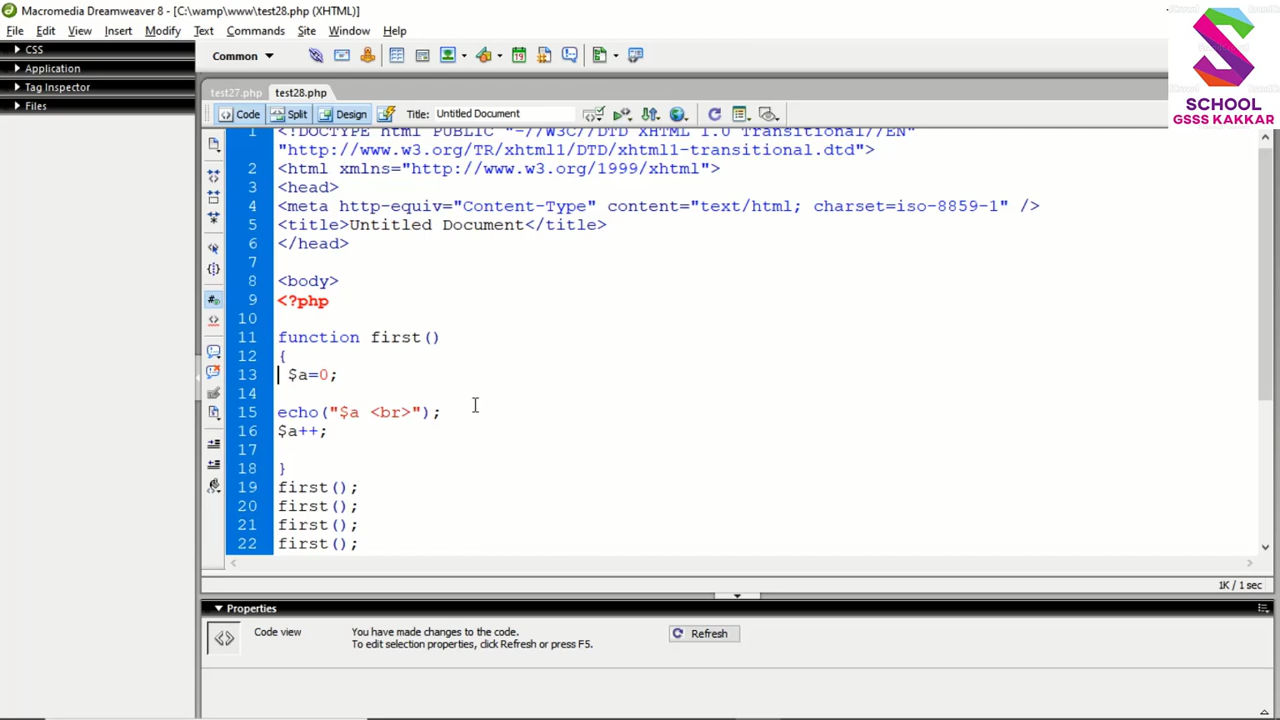 Macromedia Dreamweaver 8 - [C:\wamp\www\test28.php (XHTML)]
File Edit View Insert Modify Text Commands Site Window Help
CSS
Application
Tag Inspector
Files
Common
test27.php test28.php
Code Split Design Title: Untitled Document
SCHOOL
GSSS KAKKAR
1 <!DOCTYPE html PUBLIC "-//W3C//DTD XHTML 1.0 Transitional//EN"
"http://www.w3.org/TR/xhtml1/DTD/xhtml1-transitional.dtd">
2 <html xmlns="http://www.w3.org/1999/xhtml">
3 <head>
4 <meta http-equiv="Content-Type" content="text/html; charset=iso-8859-1" />
5 <title>Untitled Document</title>
6 </head>
7
8 <body>
9 <?php
10
11 function first()
12 {
13 $a=0;
14
15 echo("$a <br>");
16 $a++;
17
18 }
19 first();
20 first();
21 first();
22 first();
1K / 1 sec
Properties
Code view You have made changes to the code. Refresh
To edit selection properties, click Refresh or press F5.